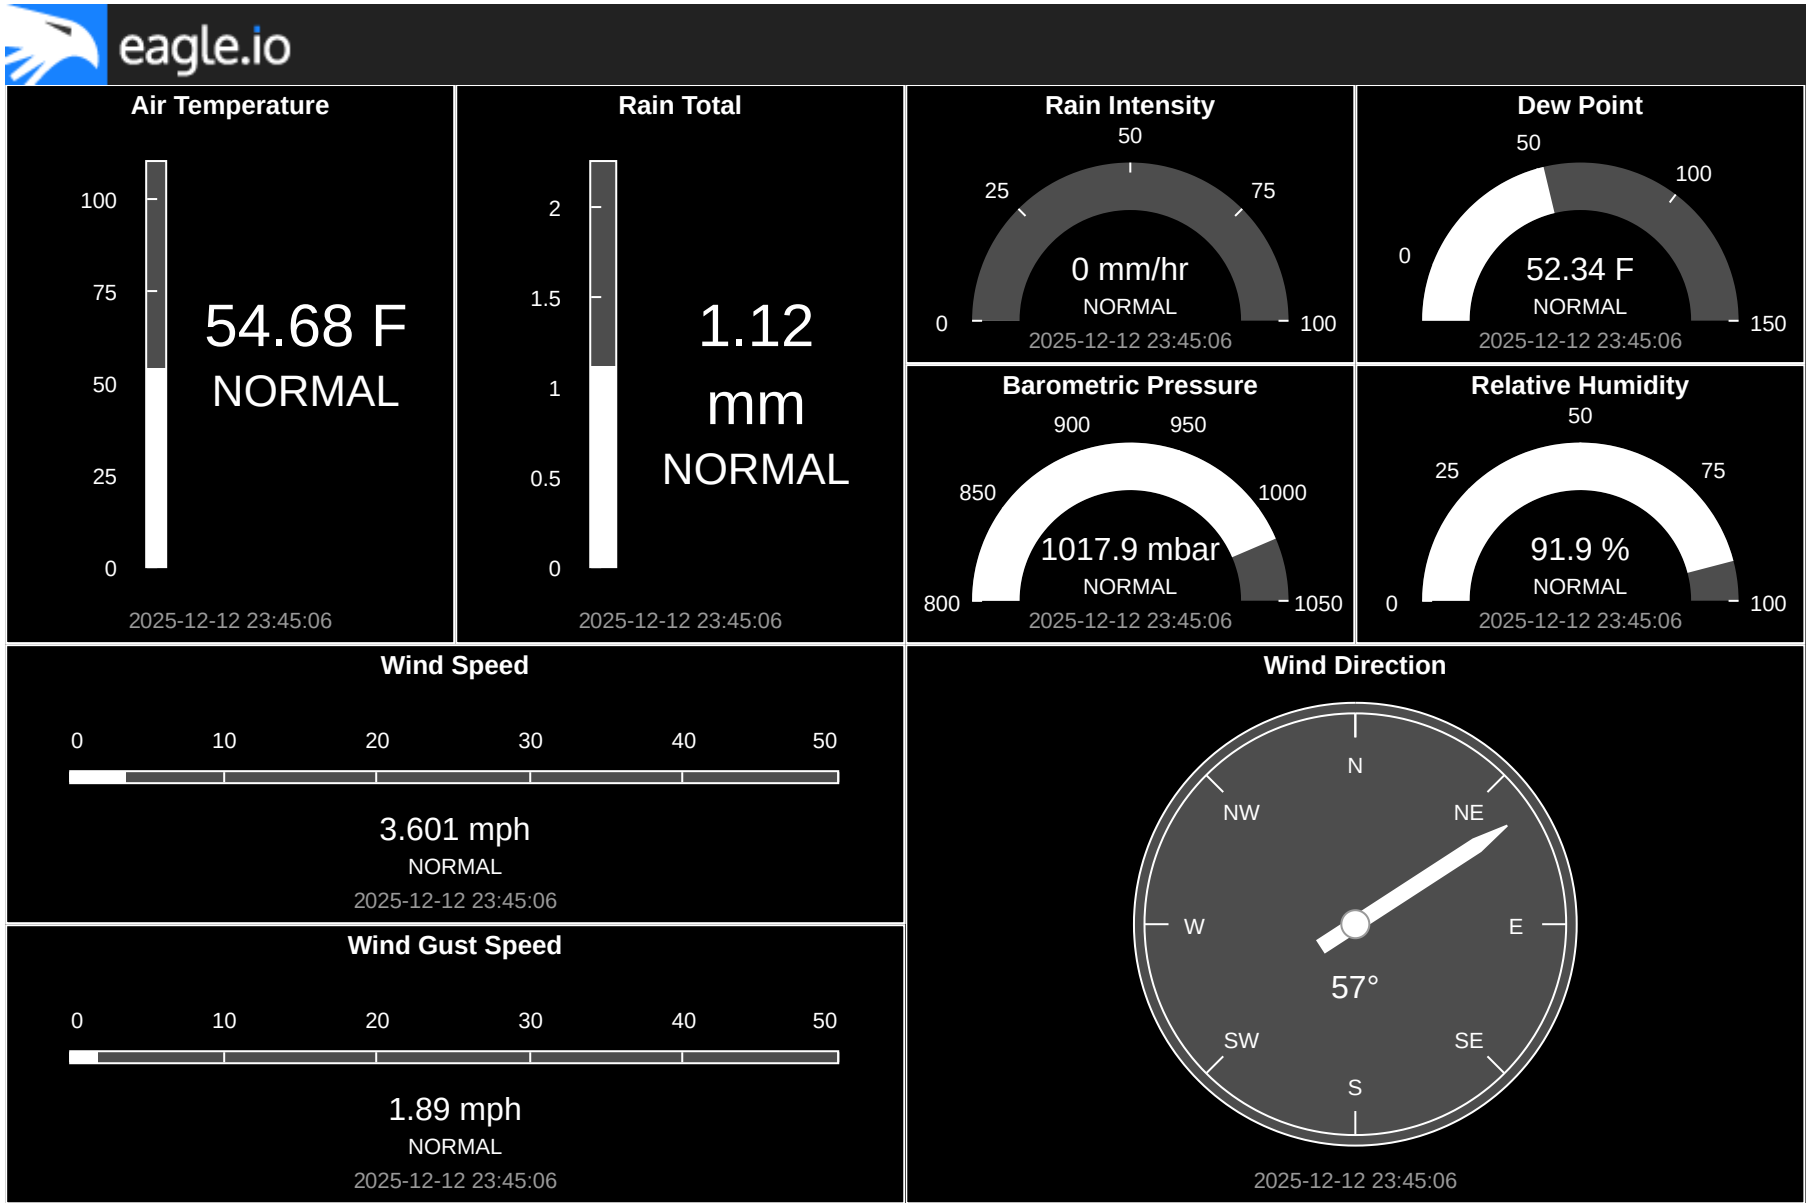 eagle.io
Air Temperature
100
75
50
25
0
54.68 F
NORMAL
2025-12-12 23:45:06
Rain Total
2
1.5
1
0.5
0
1.12
mm
NORMAL
2025-12-12 23:45:06
Rain Intensity
0
25
50
75
100
0 mm/hr
NORMAL
2025-12-12 23:45:06
Dew Point
0
50
100
150
52.34 F
NORMAL
2025-12-12 23:45:06
Barometric Pressure
800
850
900
950
1000
1050
1017.9 mbar
NORMAL
2025-12-12 23:45:06
Relative Humidity
0
25
50
75
100
91.9 %
NORMAL
2025-12-12 23:45:06
Wind Speed
0 10 20 30 40 50
3.601 mph
NORMAL
2025-12-12 23:45:06
Wind Gust Speed
0 10 20 30 40 50
1.89 mph
NORMAL
2025-12-12 23:45:06
Wind Direction
N
NW NE
W E
57°
SW SE
S
2025-12-12 23:45:06